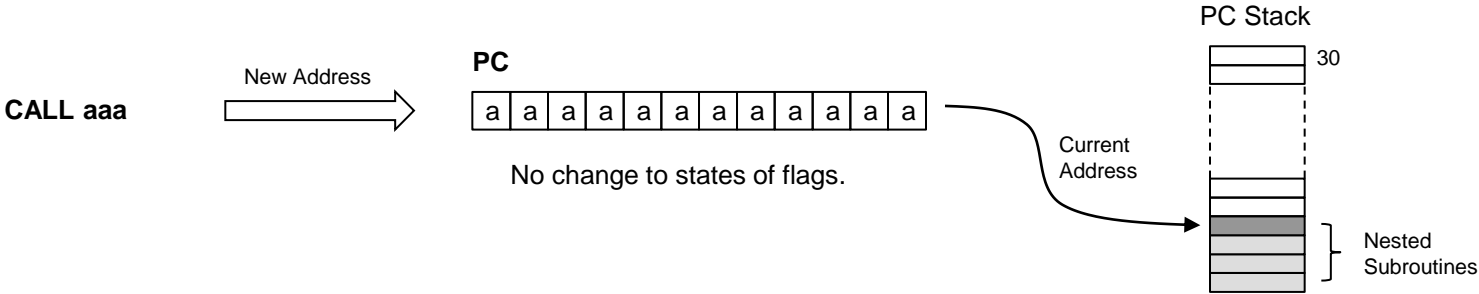 PC Stack
30
CALL aaa
New Address
PC
a a a a a a a a a a a a
No change to states of flags.
Current
Address
Nested
Subroutines